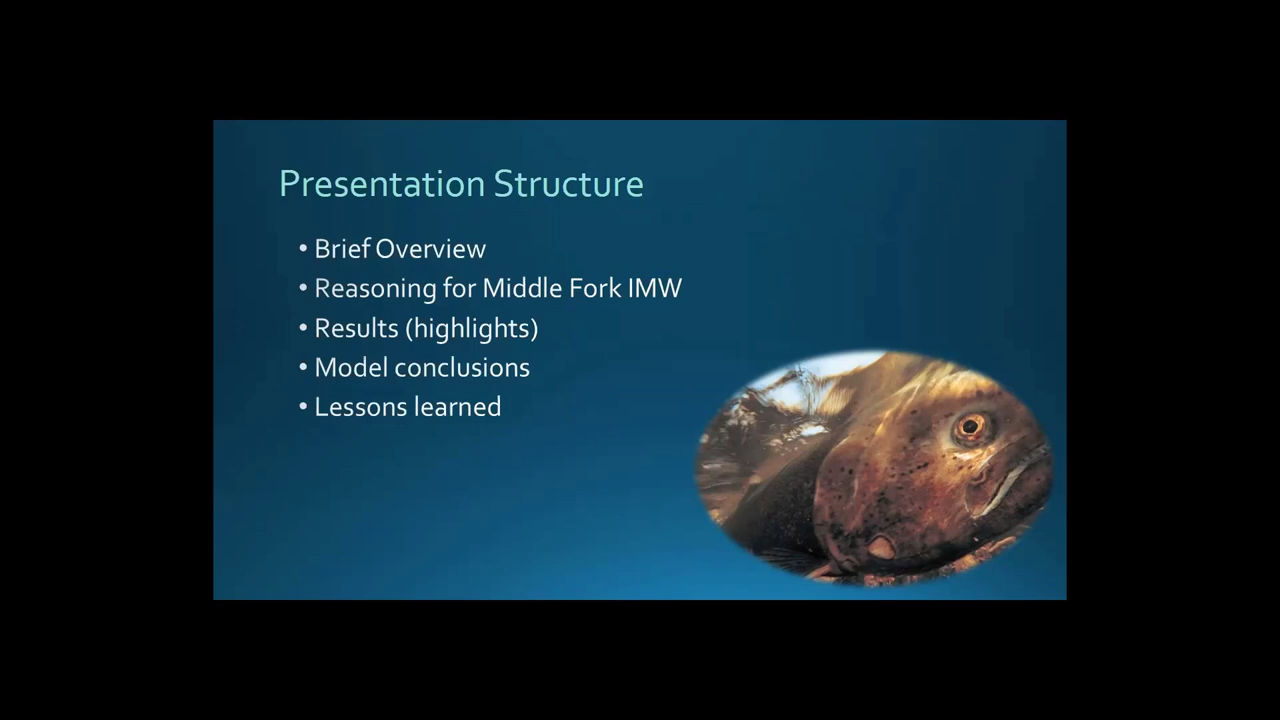 Presentation Structure
• Brief Overview
• Reasoning for Middle Fork IMW
• Results (highlights)
• Model conclusions
• Lessons learned